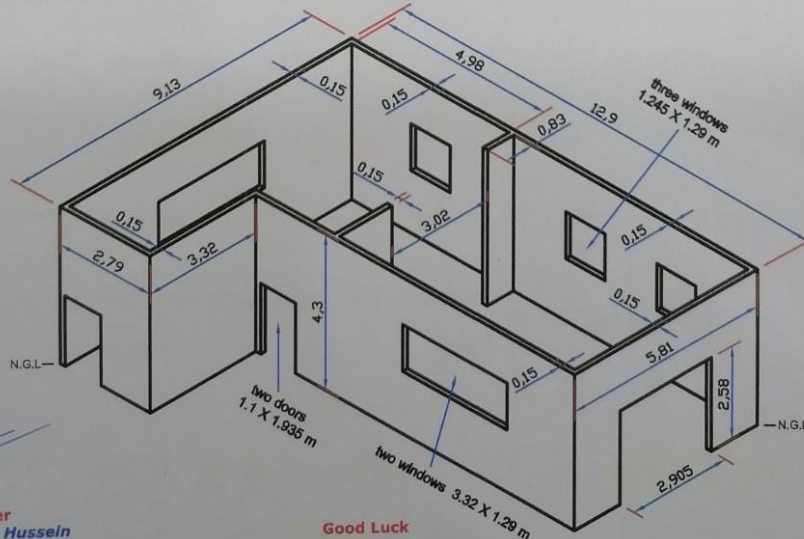 9,13
4,98
12,9
0,15
0,15
0,83
three windows
1.245 X 1.29 m
0,15
3,02
0,15
0,15
2,79
3,32
4,3
0,15
0,15
5,81
2,58
N.G.L
two doors
1.1 X 1.935 m
two windows 3.32 X 1.29 m
2,905
Hussein
Good Luck